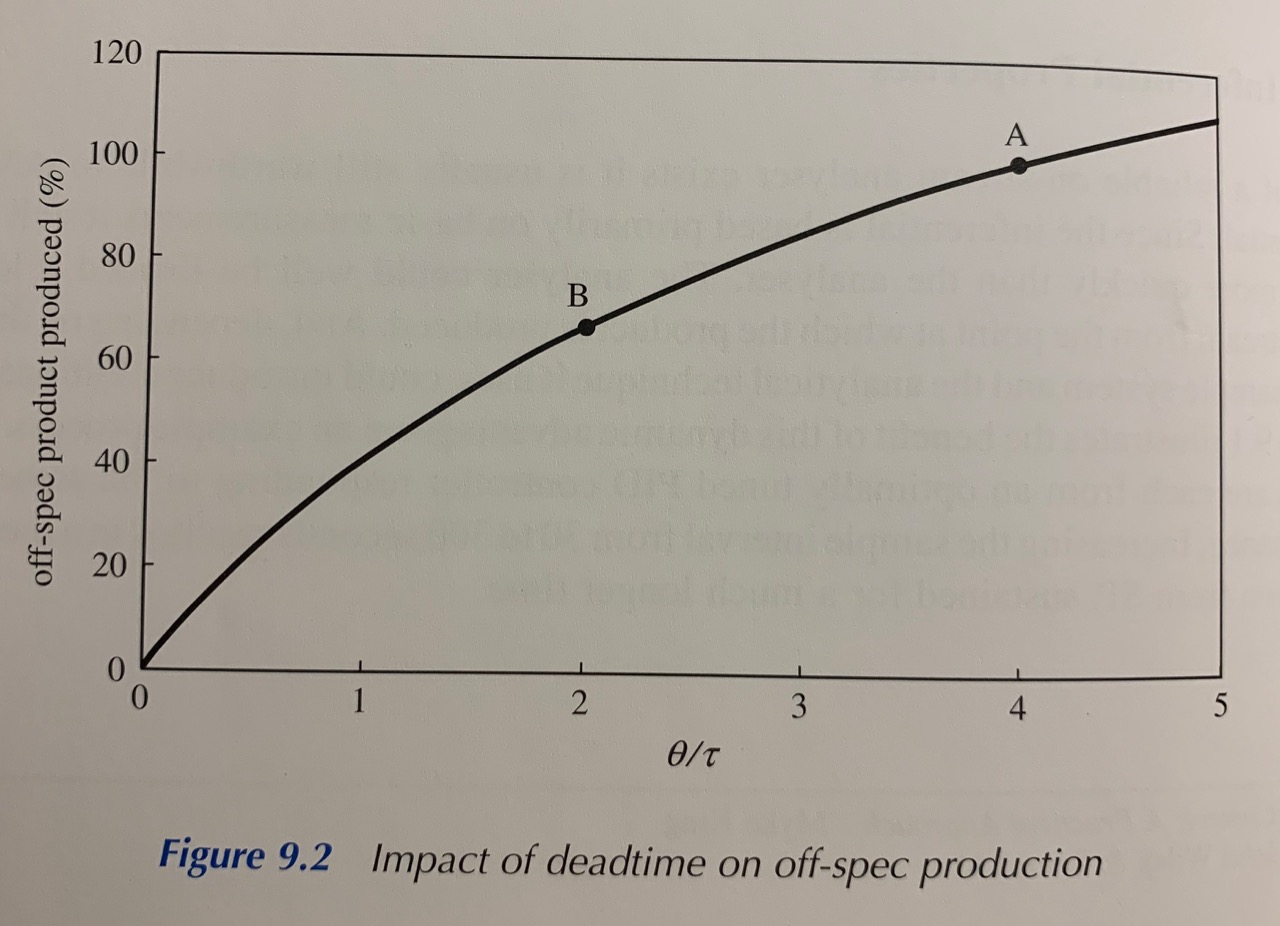 120
100
80
60
40
20
0
off-spec product produced (%)
A
B
0 1 2 3 4 5
θ/τ
Figure 9.2 Impact of deadtime on off-spec production